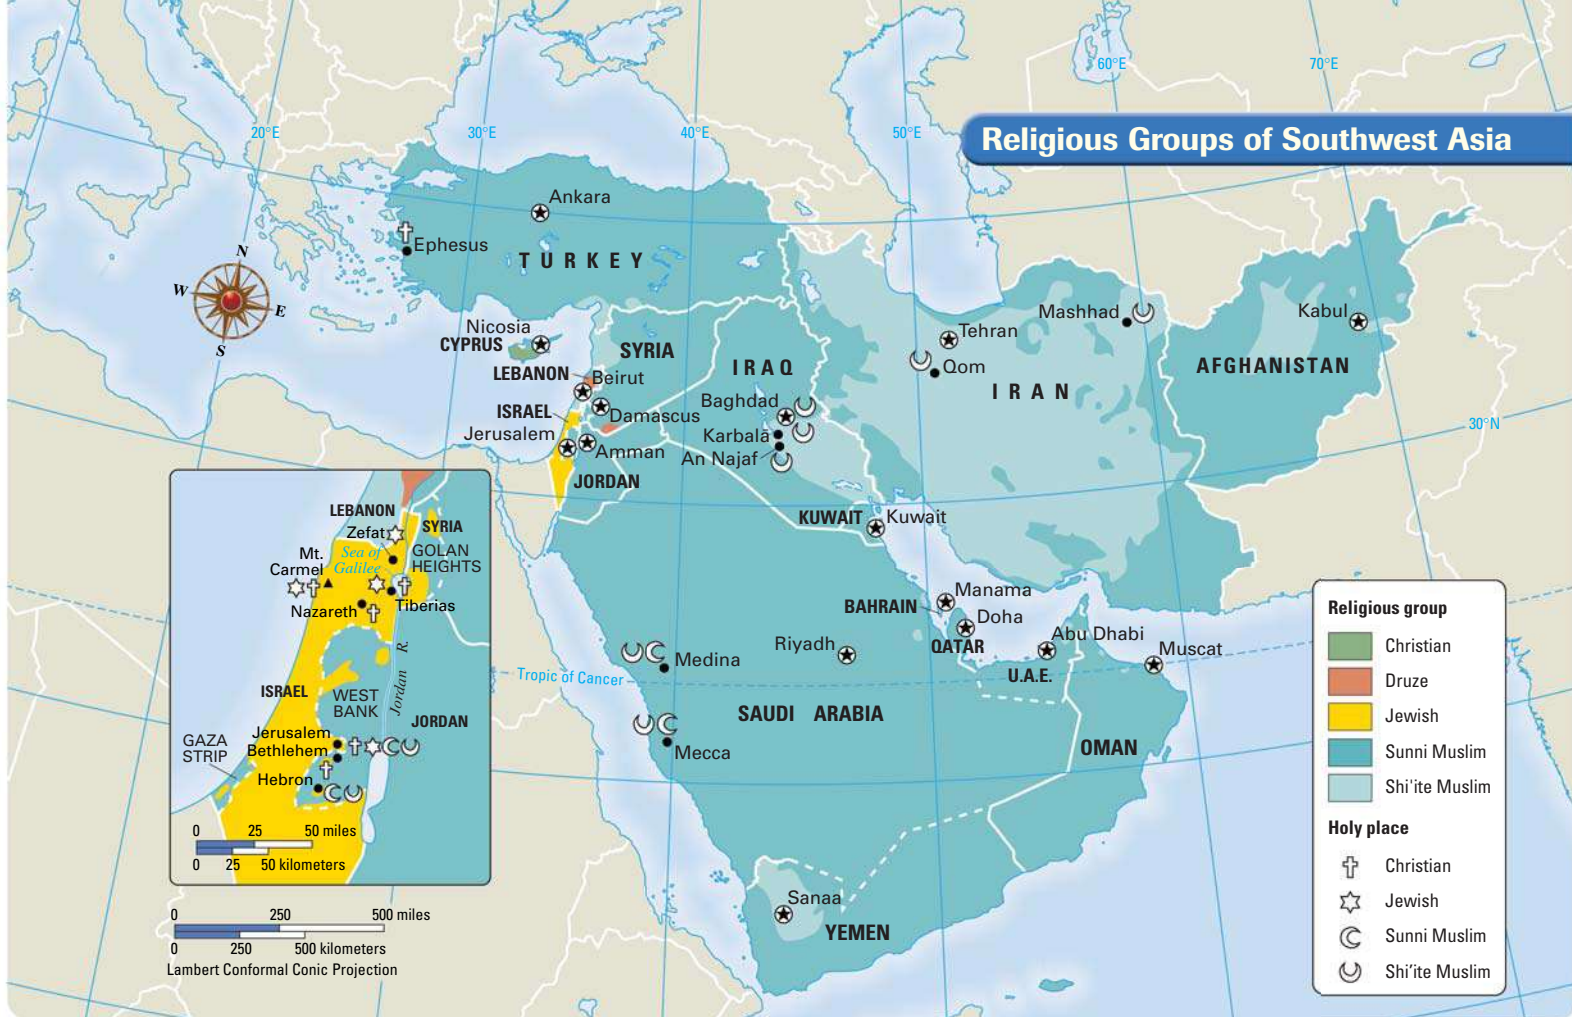 Religious Groups of Southwest Asia
20°E
30°E
40°E
50°E
60°E
70°E
30°N
Tropic of Cancer
N
W
E
S
Ankara
Ephesus
TURKEY
Nicosia
CYPRUS
LEBANON
Beirut
SYRIA
Damascus
ISRAEL
Jerusalem
Amman
JORDAN
IRAQ
Baghdad
Karbalā
An Najaf
KUWAIT
Kuwait
Tehran
Qom
IRAN
Mashhad
AFGHANISTAN
Kabul
Manama
BAHRAIN
Doha
QATAR
Abu Dhabi
U.A.E.
Muscat
OMAN
Riyadh
Medina
SAUDI ARABIA
Mecca
Sanaa
YEMEN
LEBANON
Zefat
SYRIA
Sea of
Galilee
GOLAN
HEIGHTS
Mt.
Carmel
Nazareth
Tiberias
ISRAEL
WEST
BANK
Jordan R.
JORDAN
GAZA
STRIP
Jerusalem
Bethlehem
Hebron
0 25 50 miles
0 25 50 kilometers
0 250 500 miles
0 250 500 kilometers
Lambert Conformal Conic Projection
Religious group
Christian
Druze
Jewish
Sunni Muslim
Shi'ite Muslim
Holy place
Christian
Jewish
Sunni Muslim
Shi'ite Muslim